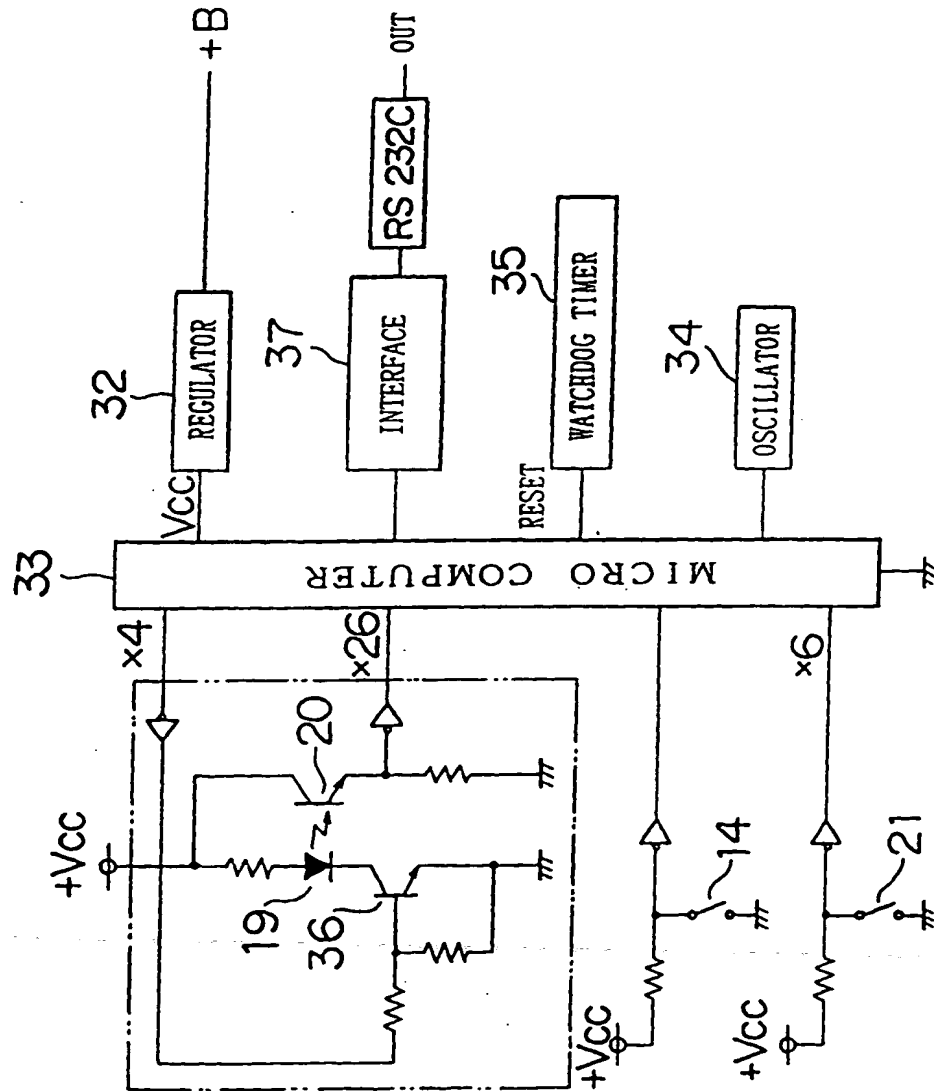 +B
OUT
RS 232C
32
REGULATOR
VCC
37
INTERFACE
35
WATCHDOG TIMER
RESET
34
OSCILLATOR
33
MICRO COMPUTER
×4
×26
×6
20
+VCC
19
36
14
+VCC
21
+VCC